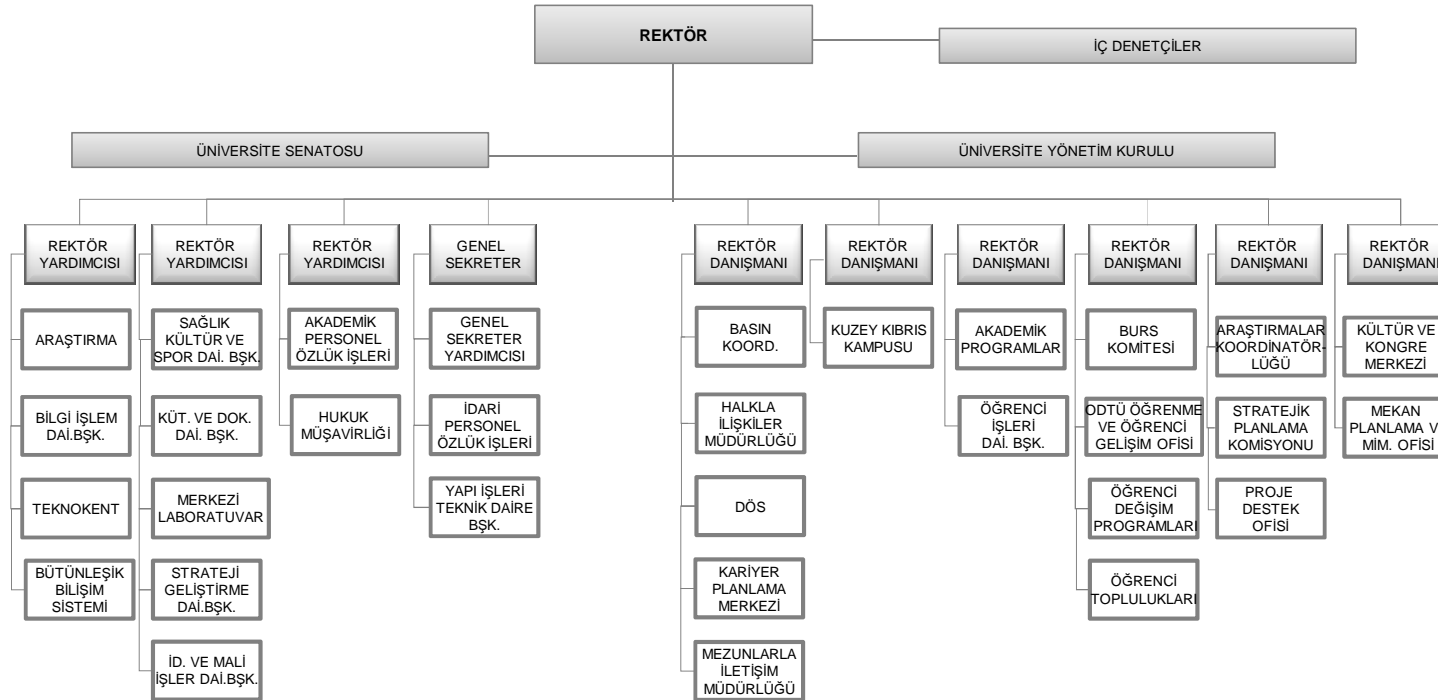 REKTÖR
İÇ DENETÇİLER
ÜNİVERSİTE SENATOSU
ÜNİVERSİTE YÖNETİM KURULU
REKTÖR
YARDIMCISI
ARAŞTIRMA
BİLGİ İŞLEM
DAİ.BŞK.
TEKNOKENT
BÜTÜNLEŞİK
BİLİŞİM
SİSTEMİ
REKTÖR
YARDIMCISI
SAĞLIK
KÜLTÜR VE
SPOR DAİ. BŞK.
KÜT. VE DOK.
DAİ. BŞK.
MERKEZİ
LABORATUVAR
STRATEJİ
GELİŞTİRME
DAİ.BŞK.
İD. VE MALİ
İŞLER DAİ.BŞK.
REKTÖR
YARDIMCISI
AKADEMİK
PERSONEL
ÖZLÜK İŞLERİ
HUKUK
MÜŞAVİRLİĞİ
GENEL
SEKRETER
GENEL
SEKRETER
YARDIMCISI
İDARİ
PERSONEL
ÖZLÜK İŞLERİ
YAPI İŞLERİ
TEKNİK DAİRE
BŞK.
REKTÖR
DANIŞMANI
BASIN
KOORD.
HALKLA
İLİŞKİLER
MÜDÜRLÜĞÜ
DÖS
KARİYER
PLANLAMA
MERKEZİ
MEZUNLARLA
İLETİŞİM
MÜDÜRLÜĞÜ
REKTÖR
DANIŞMANI
KUZEY KIBRIS
KAMPUSU
REKTÖR
DANIŞMANI
AKADEMİK
PROGRAMLAR
ÖĞRENCİ
İŞLERİ
DAİ. BŞK.
REKTÖR
DANIŞMANI
BURS
KOMİTESİ
ODTÜ ÖĞRENME
VE ÖĞRENCİ
GELİŞİM OFİSİ
ÖĞRENCİ
DEĞİŞİM
PROGRAMLARI
ÖĞRENCİ
TOPLULUKLARI
REKTÖR
DANIŞMANI
ARAŞTIRMALAR
KOORDİNATÖR-
LÜĞÜ
STRATEJİK
PLANLAMA
KOMİSYONU
PROJE
DESTEK
OFİSİ
REKTÖR
DANIŞMANI
KÜLTÜR VE
KONGRE
MERKEZİ
MEKAN
PLANLAMA V
MİM. OFİSİ